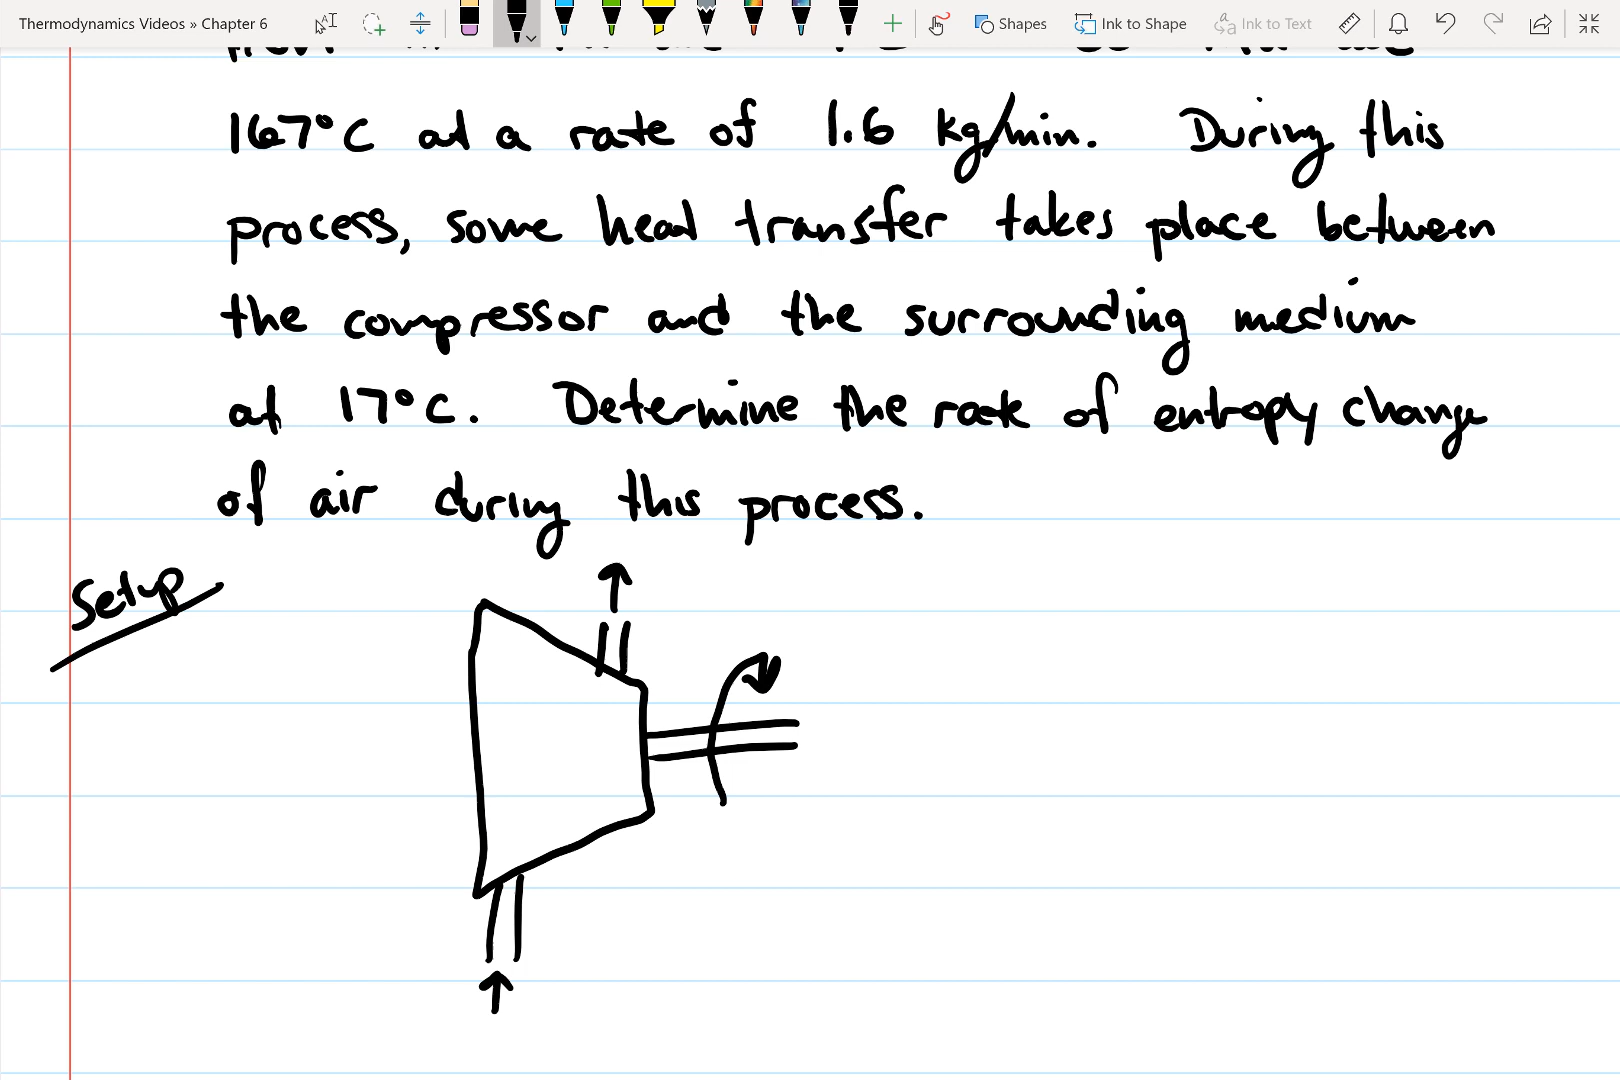 Thermodynamics Videos » Chapter 6
Shapes
Ink to Shape
Ink to Text
167°C at a rate of 1.6 kg/min. During this
process, some heat transfer takes place between
the compressor and the surrounding medium
at 17°C. Determine the rate of entropy change
of air during this process.
Setup